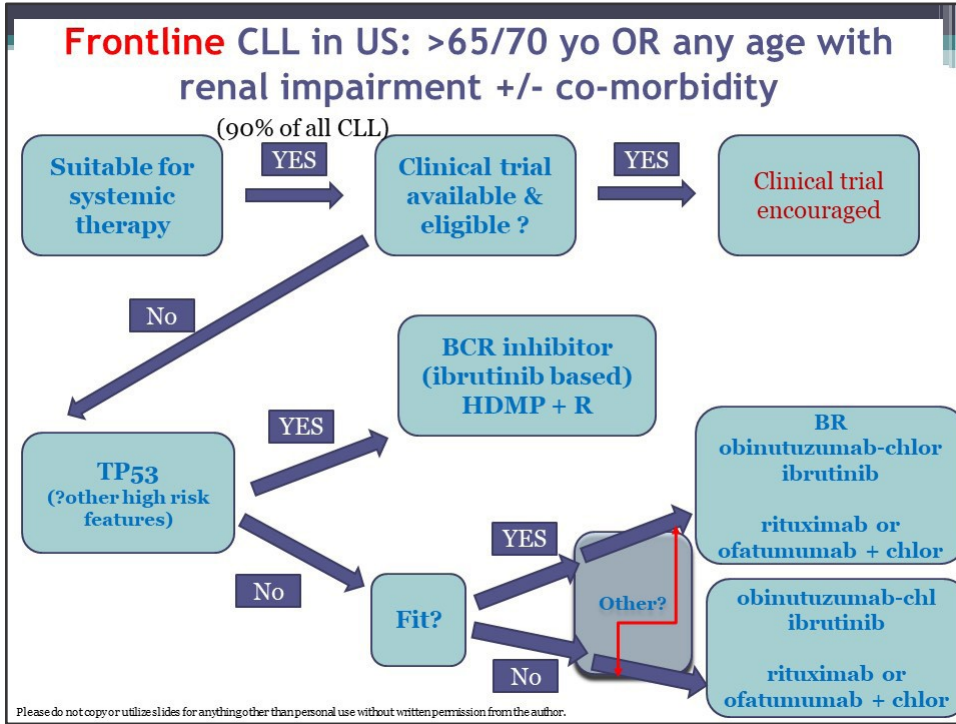 Frontline CLL in US: >65/70 yo OR any age with
renal impairment +/- co-morbidity
(90% of all CLL)
Suitable for
systemic
therapy
YES
Clinical trial
available &
eligible ?
YES
Clinical trial
encouraged
No
BCR inhibitor
(ibrutinib based)
HDMP + R
YES
TP53
(?other high risk
features)
No
Fit?
YES
No
Other?
BR
obinutuzumab-chlor
ibrutinib
rituximab or
ofatumumab + chlor
obinutuzumab-chl
ibrutinib
rituximab or
ofatumumab + chlor
Please do not copy or utilize slides for anything other than personal use without written permission from the author.